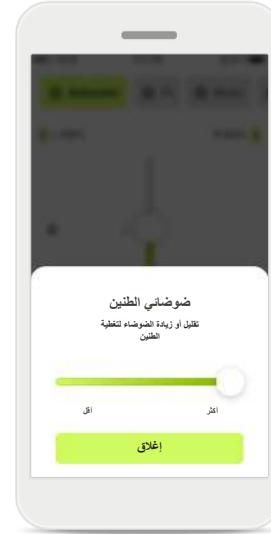 ضوضائي الطنين
تقليل أو زيادة الضوضاء لتغطية
الطنين
أقل
أكثر
إغلاق